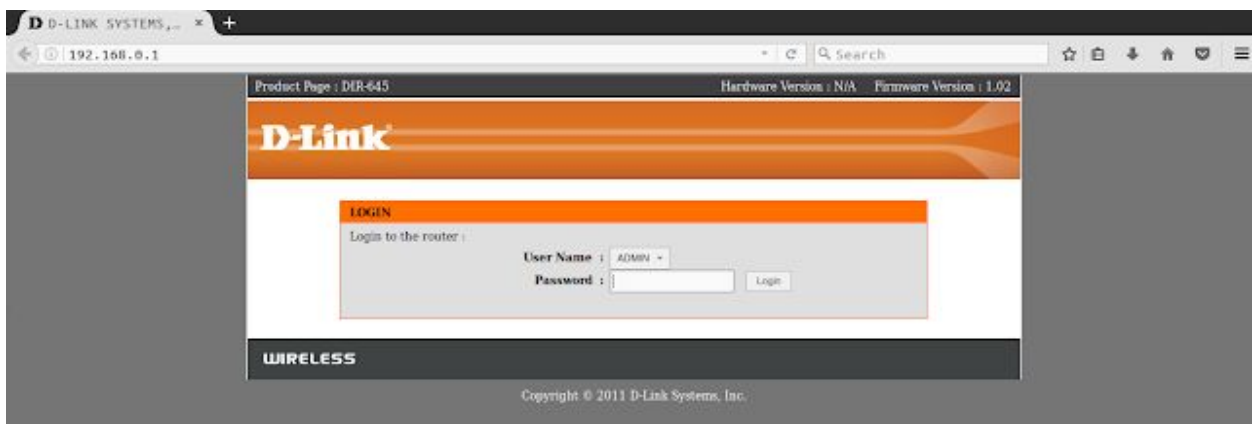 D D-LINK SYSTEMS,... × +
192.168.0.1 Search
Product Page : DIR-645 Hardware Version : N/A Firmware Version : 1.02
D-Link
LOGIN
Login to the router :
User Name : ADMIN
Password : Login
WIRELESS
Copyright © 2011 D-Link Systems, Inc.